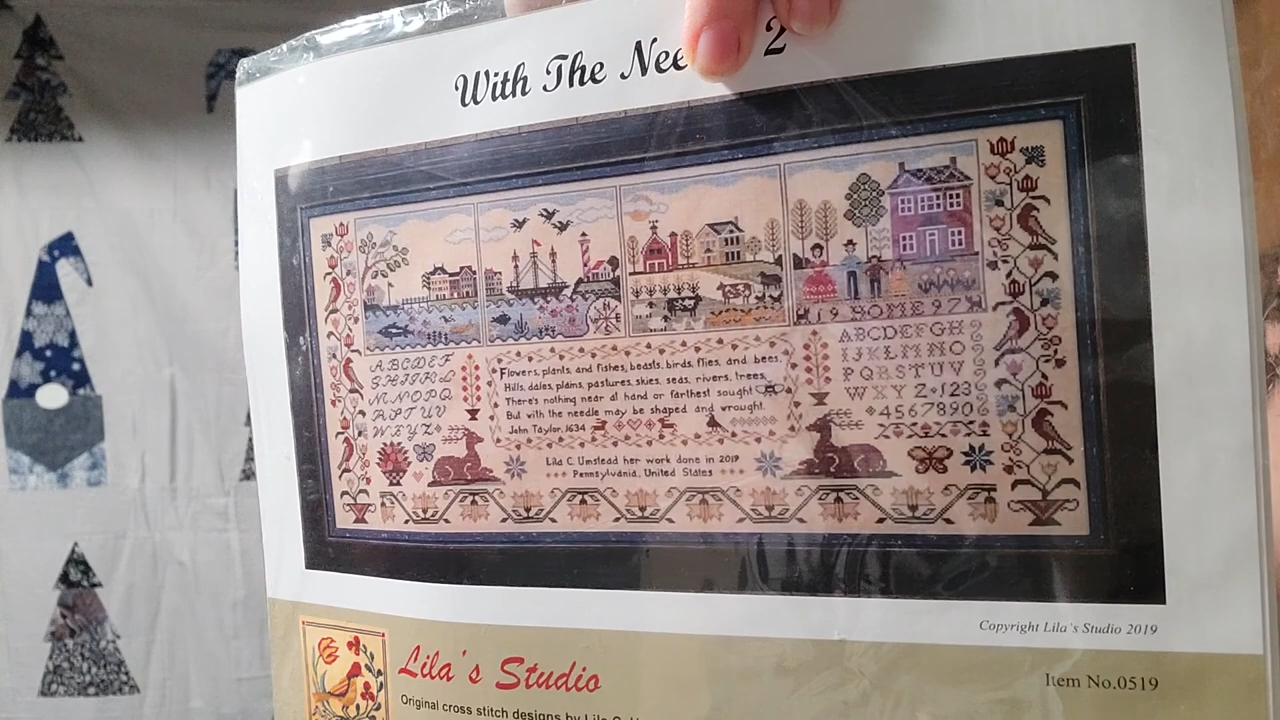 With The Nee 2
19 HOME 97
ABCDEF
GHIJKL
MNOPQ
RSTUV
WXYZ
Flowers, plants, and fishes, beasts, birds, flies, and bees,
Hills, dales, plains, pastures, skies, seas, rivers, trees,
There's nothing near at hand or farthest sought
But with the needle may be shaped and wrought.
John Taylor, 1634
Lila C. Umstead her work done in 2019
Pennsylvania, United States
ABCDEFGH
IJKLMNO
PQRSTUV
WXYZ•123
4567890
Copyright Lila's Studio 2019
Lila's Studio
Item No.0519
Original cross stitch designs by Lila